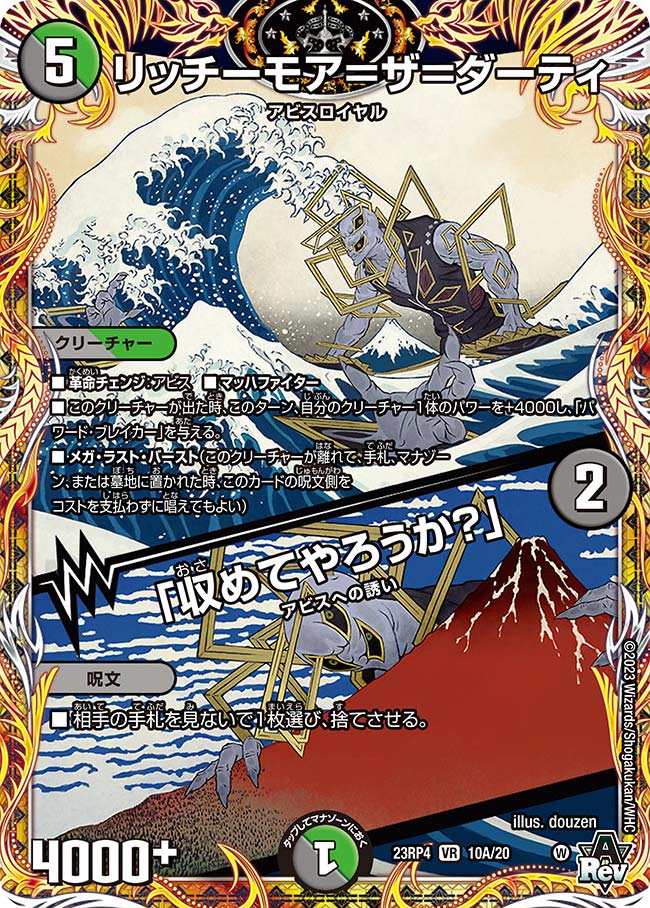 5
リッチーモア=ザ=ダーティ
アビスロイヤル
クリーチャー
■革命チェンジ:アビス ■マッハファイター
■このクリーチャーが出た時、このターン、自分のクリーチャー1体のパワーを+4000し、「パ
ワード・ブレイカー」を与える。
■メガ・ラスト・バースト(このクリーチャーが離れて、手札、マナゾー
ン、または墓地に置かれた時、このカードの呪文側を
コストを支払わずに唱えてもよい)
2
「収めてやろうか?」
アビスへの誘い
呪文
■相手の手札を見ないで1枚選び、捨てさせる。
©2023 Wizards/Shogakukan/WHC
illus. douzen
4000+
タップしてマナゾーンにおく
1
23RP4 VR 10A/20 W
A
Rev